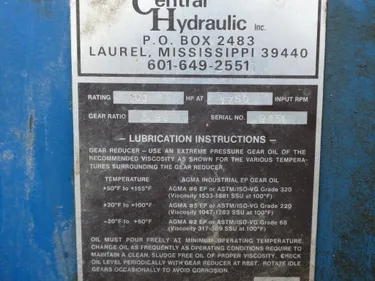 Central
Hydraulic Inc.
P.O. BOX 2483
LAUREL, MISSISSIPPI 39440
601-649-2551
RATING HP AT 1750 INPUT RPM
GEAR RATIO SERIAL NO.
— LUBRICATION INSTRUCTIONS —
GEAR REDUCER — USE AN EXTREME PRESSURE GEAR OIL OF THE
RECOMMENDED VISCOSITY AS SHOWN FOR THE VARIOUS TEMPERA-
TURES SURROUNDING THE GEAR REDUCER.
TEMPERATURE AGMA INDUSTRIAL EP GEAR OIL
+50°F to +155°F AGMA #6 EP or ASTM/ISO-VG Grade 320
(Viscosity 1533-1881 SSU at 100°F)
+20°F to +100°F AGMA #5 EP or ASTM/ISO-VG Grade 220
(Viscosity 1047-1283 SSU at 100°F)
-20°F to +60°F AGMA #2 EP or ASTM/ISO-VG Grade 68
(Viscosity 317-389 SSU at 100°F)
OIL MUST POUR FREELY AT MINIMUM OPERATING TEMPERATURE.
CHANGE OIL AS FREQUENTLY AS OPERATING CONDITIONS REQUIRE TO
MAINTAIN A CLEAN, SLUDGE FREE OIL OF PROPER VISCOSITY. CHECK
OIL LEVEL PERIODICALLY WITH GEAR REDUCER AT REST. ROTATE IDLE
GEARS OCCASIONALLY TO AVOID CORROSION.